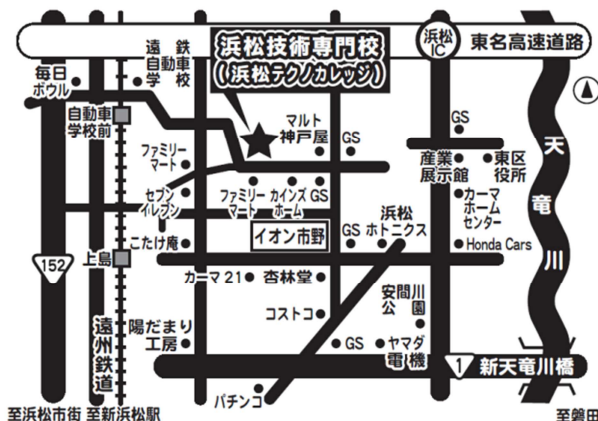 浜松技術専門校
（浜松テクノカレッジ）
浜松
IC
東名高速道路
遠鉄
自動車
学校
毎日
ボウル
自動車
学校前
マルト
神戸屋
GS
GS
ファミリー
マート
産業
展示館
東区
役所
天竜川
セブン
イレブン
ファミリー
マート
カインズ
ホーム
GS
カーマ
ホーム
センター
浜松
ホトニクス
こたけ庵
イオン市野
GS
Honda Cars
152
上島
カーマ 21
杏林堂
安間川
公園
コストコ
遠州鉄道
陽だまり
工房
GS
ヤマダ
電機
1
新天竜川橋
パチンコ
至浜松市街
至新浜松駅
至磐田